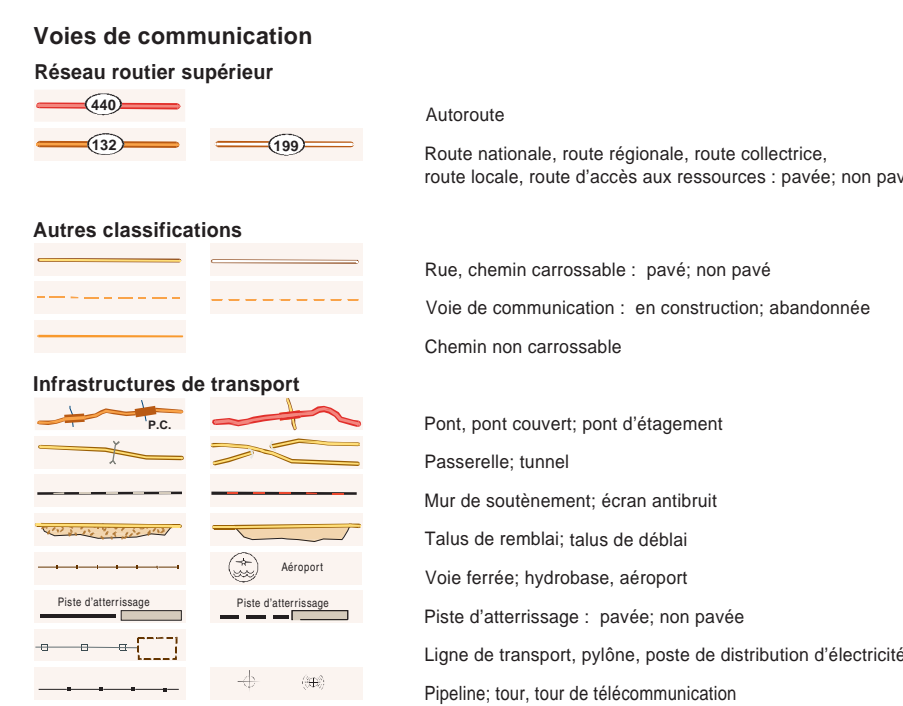 Voies de communication
Réseau routier supérieur
440
Autoroute
132
199
Route nationale, route régionale, route collectrice,
route locale, route d'accès aux ressources : pavée; non pav
Autres classifications
Rue, chemin carrossable : pavé; non pavé
Voie de communication : en construction; abandonnée
Chemin non carrossable
Infrastructures de transport
P.C.
Pont, pont couvert; pont d'étagement
Passerelle; tunnel
Mur de soutènement; écran antibruit
Talus de remblai; talus de déblai
Aéroport
Voie ferrée; hydrobase, aéroport
Piste d'atterrissage
Piste d'atterrissage
Piste d'atterrissage : pavée; non pavée
Ligne de transport, pylône, poste de distribution d'électricité
Pipeline; tour, tour de télécommunication